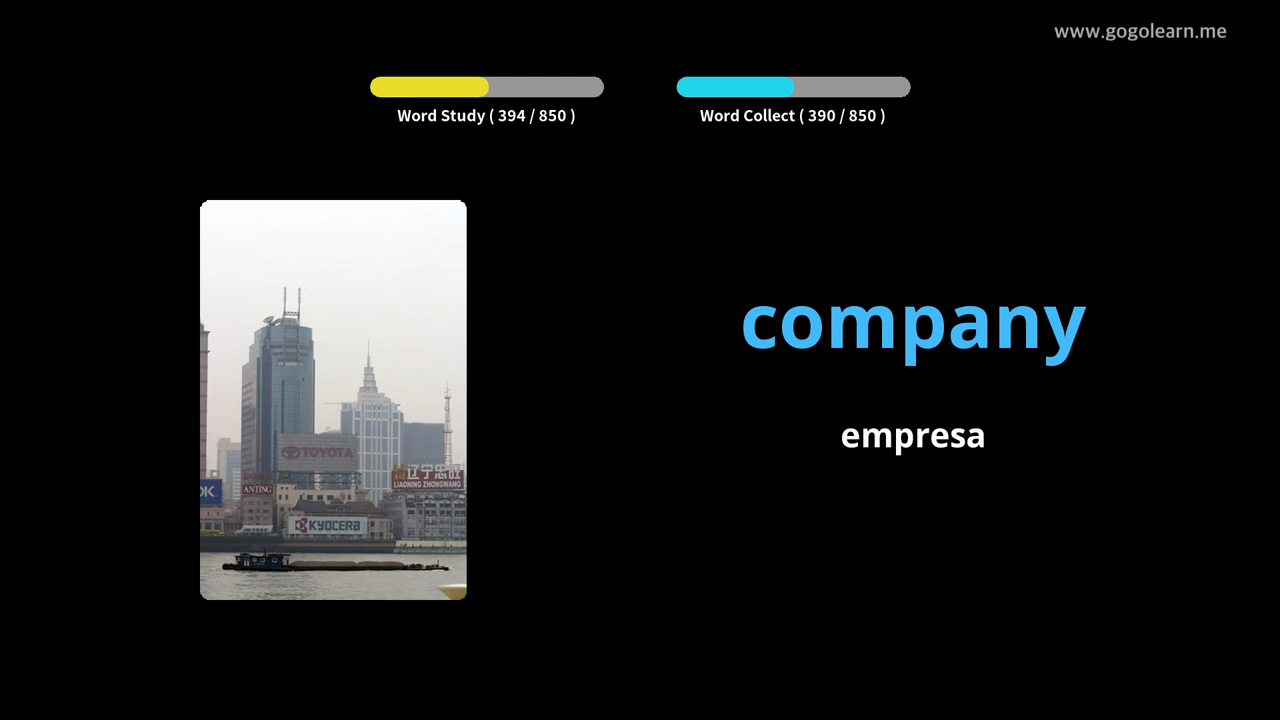 www.gogolearn.me
Word Study ( 394 / 850 )
Word Collect ( 390 / 850 )
company
empresa
TOYOTA
辽宁忠旺
LIAONING ZHONGWANG
OK
ANTING
KYOCERA